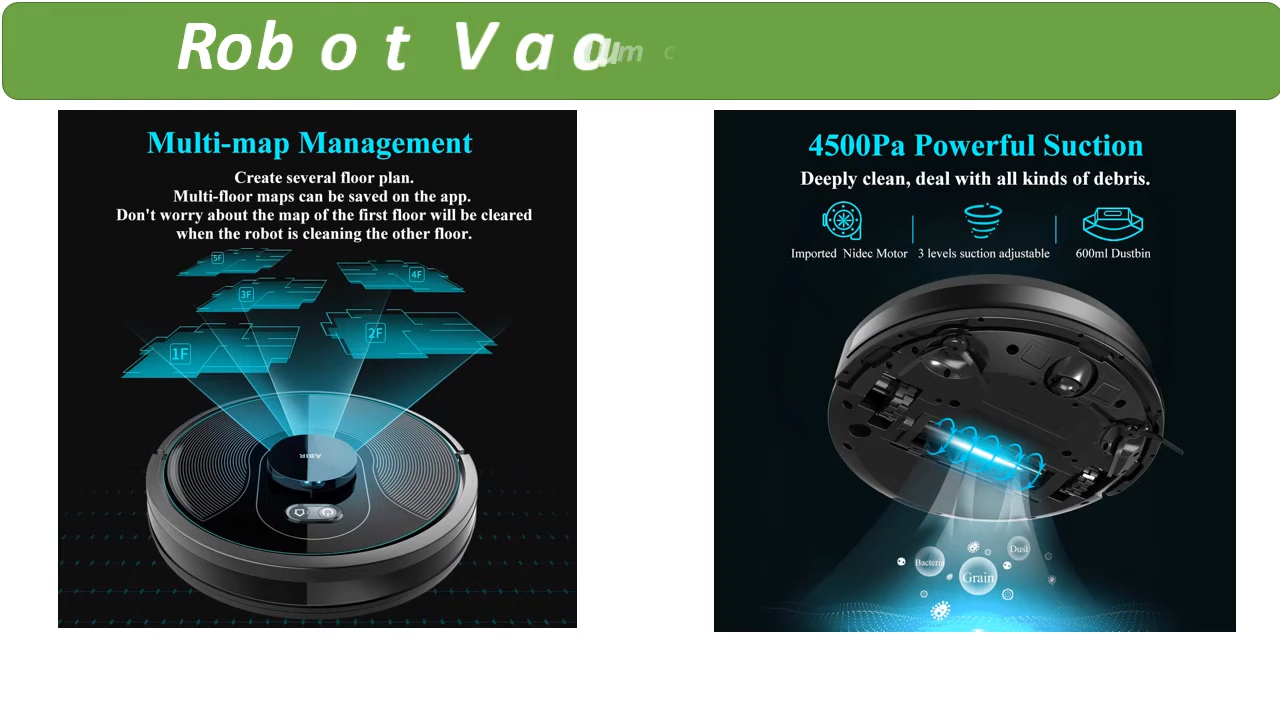 Robot Vacuum c
Multi-map Management
Create several floor plan.
Multi-floor maps can be saved on the app.
Don't worry about the map of the first floor will be cleared
when the robot is cleaning the other floor.
5F
4F
3F
2F
1F
ABIR
4500Pa Powerful Suction
Deeply clean, deal with all kinds of debris.
Imported Nidec Motor
3 levels suction adjustable
600ml Dustbin
Dust
Bacteria
Grain